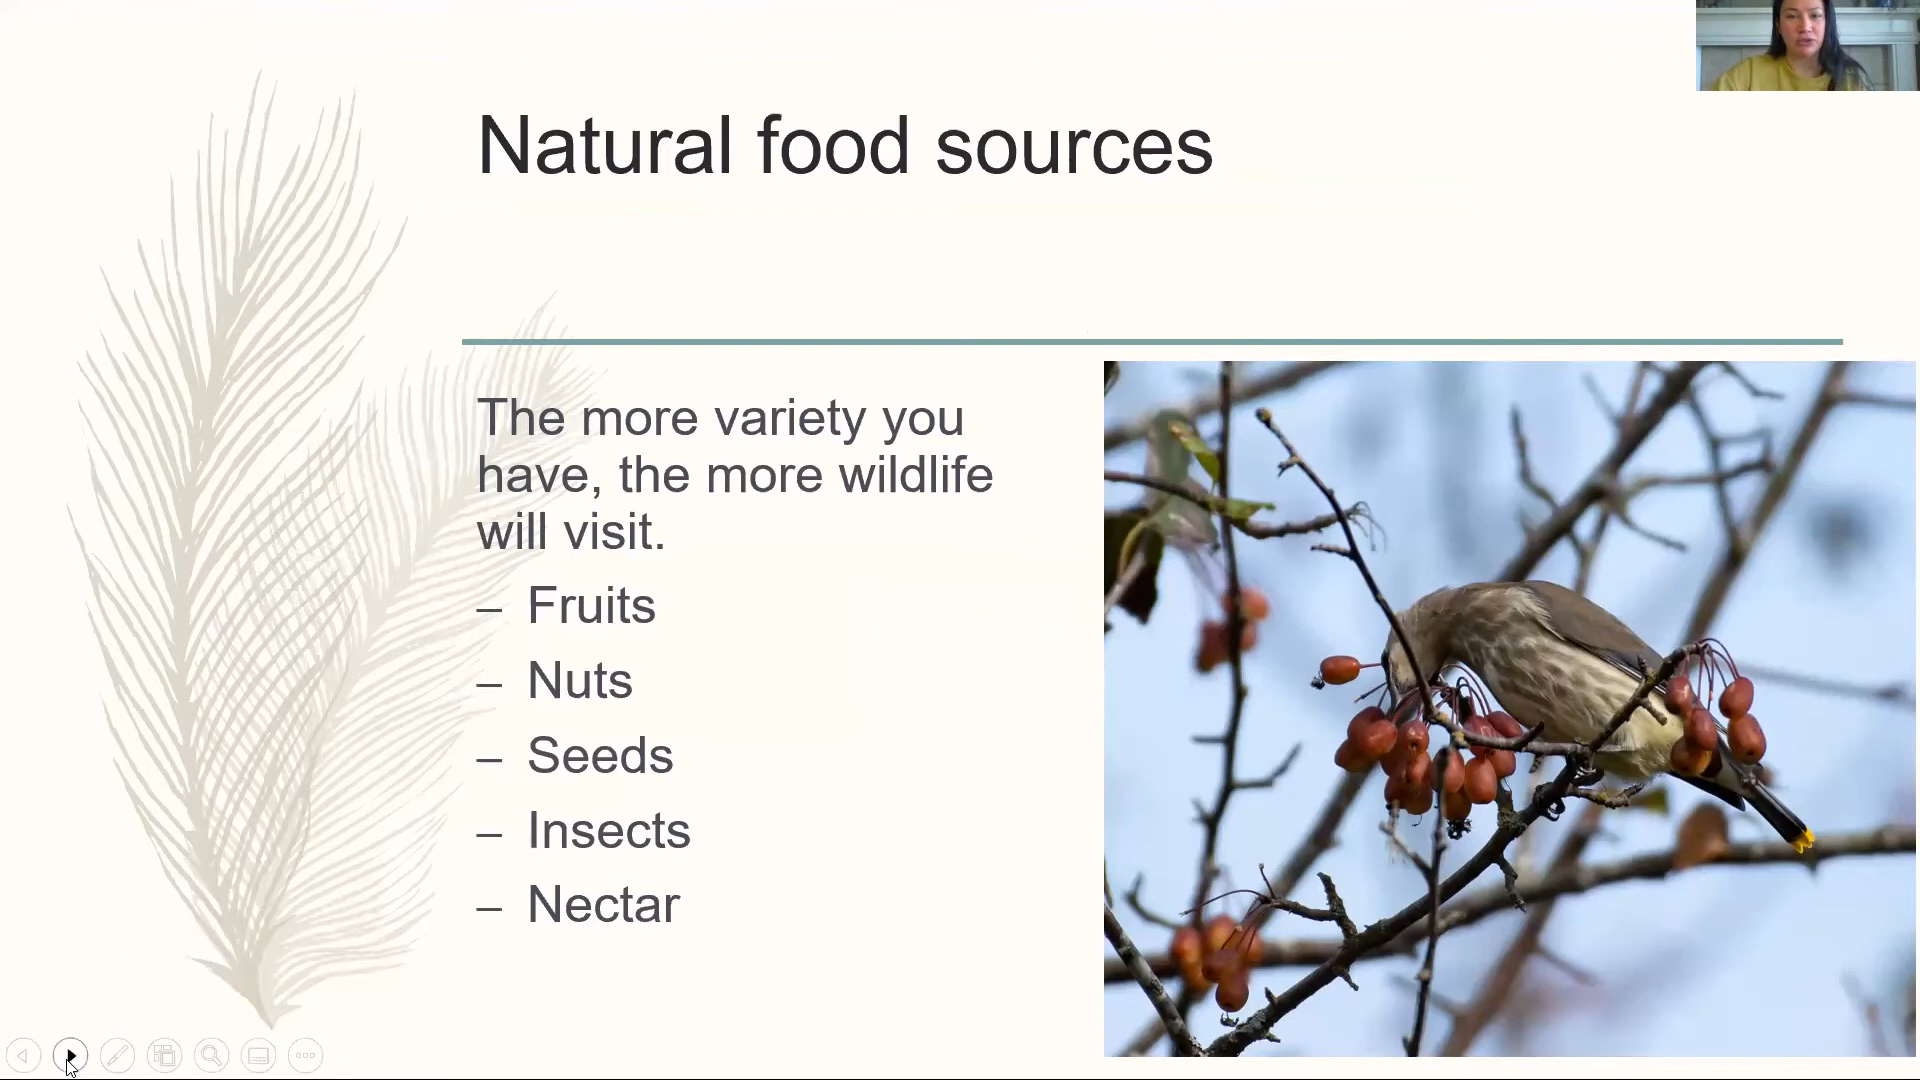 Natural food sources
The more variety you
have, the more wildlife
will visit.
– Fruits
– Nuts
– Seeds
– Insects
– Nectar